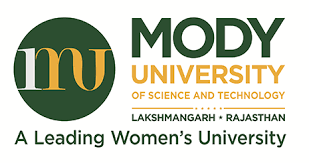 mu
MODY
UNIVERSITY
OF SCIENCE AND TECHNOLOGY
LAKSHMANGARH • RAJASTHAN
A Leading Women's University